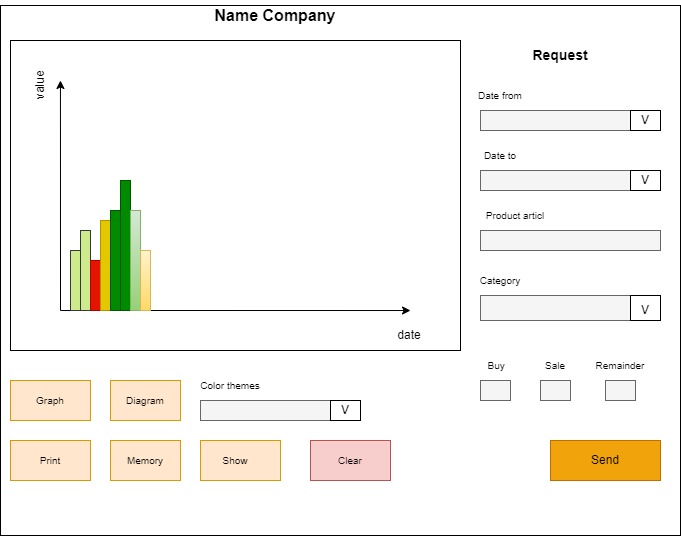 Name Company
value
date
Request
Date from
V
Date to
V
Product articl
Category
V
Buy Sale Remainder
Graph Diagram
Color themes
V
Print Memory Show Clear
Send